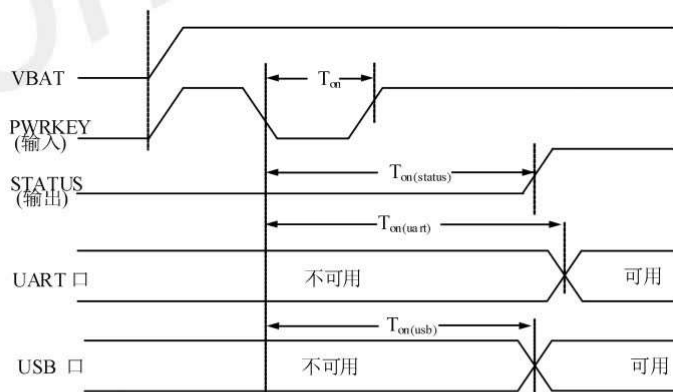 VBAT
T_on
PWRKEY
(输入)
STATUS
(输出)
T_on(status)
T_on(uart)
UART 口
不可用
可用
T_on(usb)
USB 口
不可用
可用